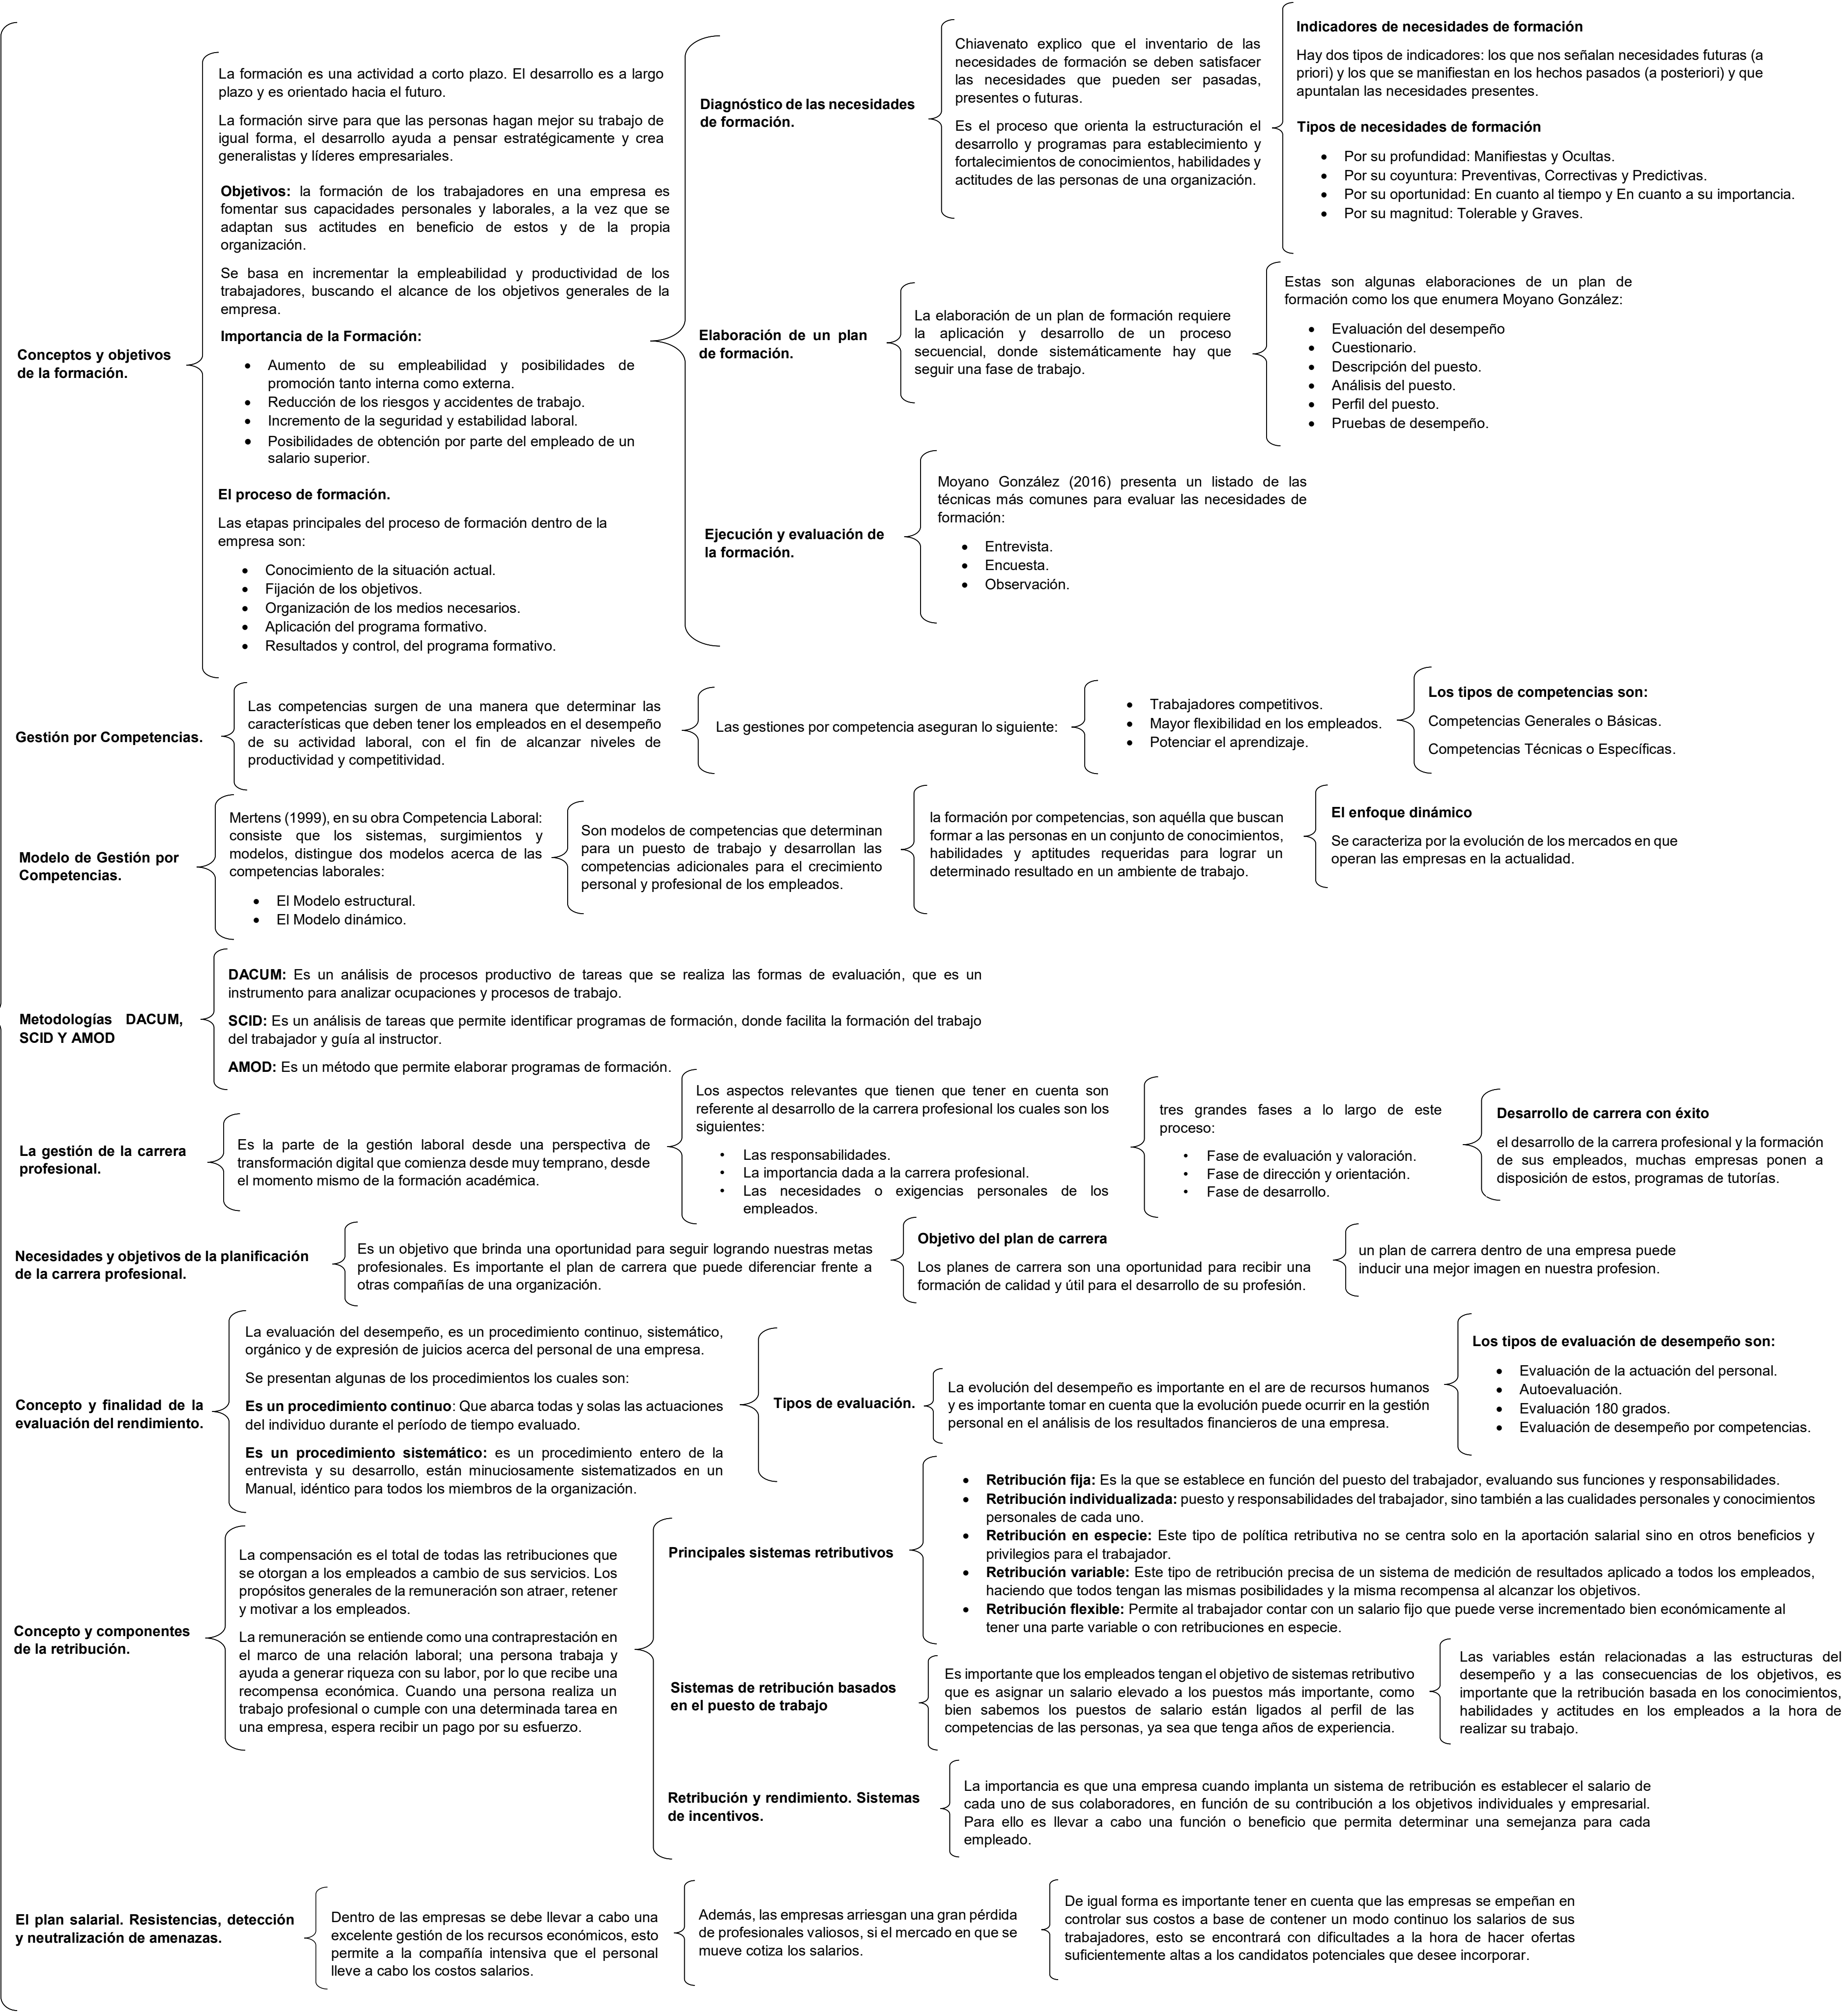 Conceptos y objetivos
de la formación.
La formación es una actividad a corto plazo. El desarrollo es a largo
plazo y es orientado hacia el futuro.
La formación sirve para que las personas hagan mejor su trabajo de
igual forma, el desarrollo ayuda a pensar estratégicamente y crea
generalistas y líderes empresariales.
Objetivos: la formación de los trabajadores en una empresa es
fomentar sus capacidades personales y laborales, a la vez que se
adaptan sus actitudes en beneficio de estos y de la propia
organización.
Se basa en incrementar la empleabilidad y productividad de los
trabajadores, buscando el alcance de los objetivos generales de la
empresa.
Importancia de la Formación:
• Aumento de su empleabilidad y posibilidades de
promoción tanto interna como externa.
• Reducción de los riesgos y accidentes de trabajo.
• Incremento de la seguridad y estabilidad laboral.
• Posibilidades de obtención por parte del empleado de un
salario superior.
El proceso de formación.
Las etapas principales del proceso de formación dentro de la
empresa son:
• Conocimiento de la situación actual.
• Fijación de los objetivos.
• Organización de los medios necesarios.
• Aplicación del programa formativo.
• Resultados y control, del programa formativo.
Diagnóstico de las necesidades
de formación.
Chiavenato explico que el inventario de las
necesidades de formación se deben satisfacer
las necesidades que pueden ser pasadas,
presentes o futuras.
Es el proceso que orienta la estructuración el
desarrollo y programas para establecimiento y
fortalecimientos de conocimientos, habilidades y
actitudes de las personas de una organización.
Indicadores de necesidades de formación
Hay dos tipos de indicadores: los que nos señalan necesidades futuras (a
priori) y los que se manifiestan en los hechos pasados (a posteriori) y que
apuntalan las necesidades presentes.
Tipos de necesidades de formación
• Por su profundidad: Manifiestas y Ocultas.
• Por su coyuntura: Preventivas, Correctivas y Predictivas.
• Por su oportunidad: En cuanto al tiempo y En cuanto a su importancia.
• Por su magnitud: Tolerable y Graves.
Elaboración de un plan
de formación.
La elaboración de un plan de formación requiere
la aplicación y desarrollo de un proceso
secuencial, donde sistemáticamente hay que
seguir una fase de trabajo.
Estas son algunas elaboraciones de un plan de
formación como los que enumera Moyano González:
• Evaluación del desempeño
• Cuestionario.
• Descripción del puesto.
• Análisis del puesto.
• Perfil del puesto.
• Pruebas de desempeño.
Ejecución y evaluación de
la formación.
Moyano González (2016) presenta un listado de las
técnicas más comunes para evaluar las necesidades de
formación:
• Entrevista.
• Encuesta.
• Observación.
Gestión por Competencias.
Las competencias surgen de una manera que determinar las
características que deben tener los empleados en el desempeño
de su actividad laboral, con el fin de alcanzar niveles de
productividad y competitividad.
Las gestiones por competencia aseguran lo siguiente:
• Trabajadores competitivos.
• Mayor flexibilidad en los empleados.
• Potenciar el aprendizaje.
Los tipos de competencias son:
Competencias Generales o Básicas.
Competencias Técnicas o Específicas.
Modelo de Gestión por
Competencias.
Mertens (1999), en su obra Competencia Laboral:
consiste que los sistemas, surgimientos y
modelos, distingue dos modelos acerca de las
competencias laborales:
• El Modelo estructural.
• El Modelo dinámico.
Son modelos de competencias que determinan
para un puesto de trabajo y desarrollan las
competencias adicionales para el crecimiento
personal y profesional de los empleados.
la formación por competencias, son aquélla que buscan
formar a las personas en un conjunto de conocimientos,
habilidades y aptitudes requeridas para lograr un
determinado resultado en un ambiente de trabajo.
El enfoque dinámico
Se caracteriza por la evolución de los mercados en que
operan las empresas en la actualidad.
Metodologías DACUM,
SCID Y AMOD
DACUM: Es un análisis de procesos productivo de tareas que se realiza las formas de evaluación, que es un
instrumento para analizar ocupaciones y procesos de trabajo.
SCID: Es un análisis de tareas que permite identificar programas de formación, donde facilita la formación del trabajo
del trabajador y guía al instructor.
AMOD: Es un método que permite elaborar programas de formación.
La gestión de la carrera
profesional.
Es la parte de la gestión laboral desde una perspectiva de
transformación digital que comienza desde muy temprano, desde
el momento mismo de la formación académica.
Los aspectos relevantes que tienen que tener en cuenta son
referente al desarrollo de la carrera profesional los cuales son los
siguientes:
• Las responsabilidades.
• La importancia dada a la carrera profesional.
• Las necesidades o exigencias personales de los
empleados.
tres grandes fases a lo largo de este
proceso:
• Fase de evaluación y valoración.
• Fase de dirección y orientación.
• Fase de desarrollo.
Desarrollo de carrera con éxito
el desarrollo de la carrera profesional y la formación
de sus empleados, muchas empresas ponen a
disposición de estos, programas de tutorías.
Necesidades y objetivos de la planificación
de la carrera profesional.
Es un objetivo que brinda una oportunidad para seguir logrando nuestras metas
profesionales. Es importante el plan de carrera que puede diferenciar frente a
otras compañías de una organización.
Objetivo del plan de carrera
Los planes de carrera son una oportunidad para recibir una
formación de calidad y útil para el desarrollo de su profesión.
un plan de carrera dentro de una empresa puede
inducir una mejor imagen en nuestra profesion.
Concepto y finalidad de la
evaluación del rendimiento.
La evaluación del desempeño, es un procedimiento continuo, sistemático,
orgánico y de expresión de juicios acerca del personal de una empresa.
Se presentan algunas de los procedimientos los cuales son:
Es un procedimiento continuo: Que abarca todas y solas las actuaciones
del individuo durante el período de tiempo evaluado.
Es un procedimiento sistemático: es un procedimiento entero de la
entrevista y su desarrollo, están minuciosamente sistematizados en un
Manual, idéntico para todos los miembros de la organización.
Tipos de evaluación.
La evolución del desempeño es importante en el are de recursos humanos
y es importante tomar en cuenta que la evolución puede ocurrir en la gestión
personal en el análisis de los resultados financieros de una empresa.
Los tipos de evaluación de desempeño son:
• Evaluación de la actuación del personal.
• Autoevaluación.
• Evaluación 180 grados.
• Evaluación de desempeño por competencias.
Concepto y componentes
de la retribución.
La compensación es el total de todas las retribuciones que
se otorgan a los empleados a cambio de sus servicios. Los
propósitos generales de la remuneración son atraer, retener
y motivar a los empleados.
La remuneración se entiende como una contraprestación en
el marco de una relación laboral; una persona trabaja y
ayuda a generar riqueza con su labor, por lo que recibe una
recompensa económica. Cuando una persona realiza un
trabajo profesional o cumple con una determinada tarea en
una empresa, espera recibir un pago por su esfuerzo.
Principales sistemas retributivos
• Retribución fija: Es la que se establece en función del puesto del trabajador, evaluando sus funciones y responsabilidades.
• Retribución individualizada: puesto y responsabilidades del trabajador, sino también a las cualidades personales y conocimientos
personales de cada uno.
• Retribución en especie: Este tipo de política retributiva no se centra solo en la aportación salarial sino en otros beneficios y
privilegios para el trabajador.
• Retribución variable: Este tipo de retribución precisa de un sistema de medición de resultados aplicado a todos los empleados,
haciendo que todos tengan las mismas posibilidades y la misma recompensa al alcanzar los objetivos.
• Retribución flexible: Permite al trabajador contar con un salario fijo que puede verse incrementado bien económicamente al
tener una parte variable o con retribuciones en especie.
Sistemas de retribución basados
en el puesto de trabajo
Es importante que los empleados tengan el objetivo de sistemas retributivo
que es asignar un salario elevado a los puestos más importante, como
bien sabemos los puestos de salario están ligados al perfil de las
competencias de las personas, ya sea que tenga años de experiencia.
Las variables están relacionadas a las estructuras del
desempeño y a las consecuencias de los objetivos, es
importante que la retribución basada en los conocimientos,
habilidades y actitudes en los empleados a la hora de
realizar su trabajo.
Retribución y rendimiento. Sistemas
de incentivos.
La importancia es que una empresa cuando implanta un sistema de retribución es establecer el salario de
cada uno de sus colaboradores, en función de su contribución a los objetivos individuales y empresarial.
Para ello es llevar a cabo una función o beneficio que permita determinar una semejanza para cada
empleado.
El plan salarial. Resistencias, detección
y neutralización de amenazas.
Dentro de las empresas se debe llevar a cabo una
excelente gestión de los recursos económicos, esto
permite a la compañía intensiva que el personal
lleve a cabo los costos salarios.
Además, las empresas arriesgan una gran pérdida
de profesionales valiosos, si el mercado en que se
mueve cotiza los salarios.
De igual forma es importante tener en cuenta que las empresas se empeñan en
controlar sus costos a base de contener un modo continuo los salarios de sus
trabajadores, esto se encontrará con dificultades a la hora de hacer ofertas
suficientemente altas a los candidatos potenciales que desee incorporar.